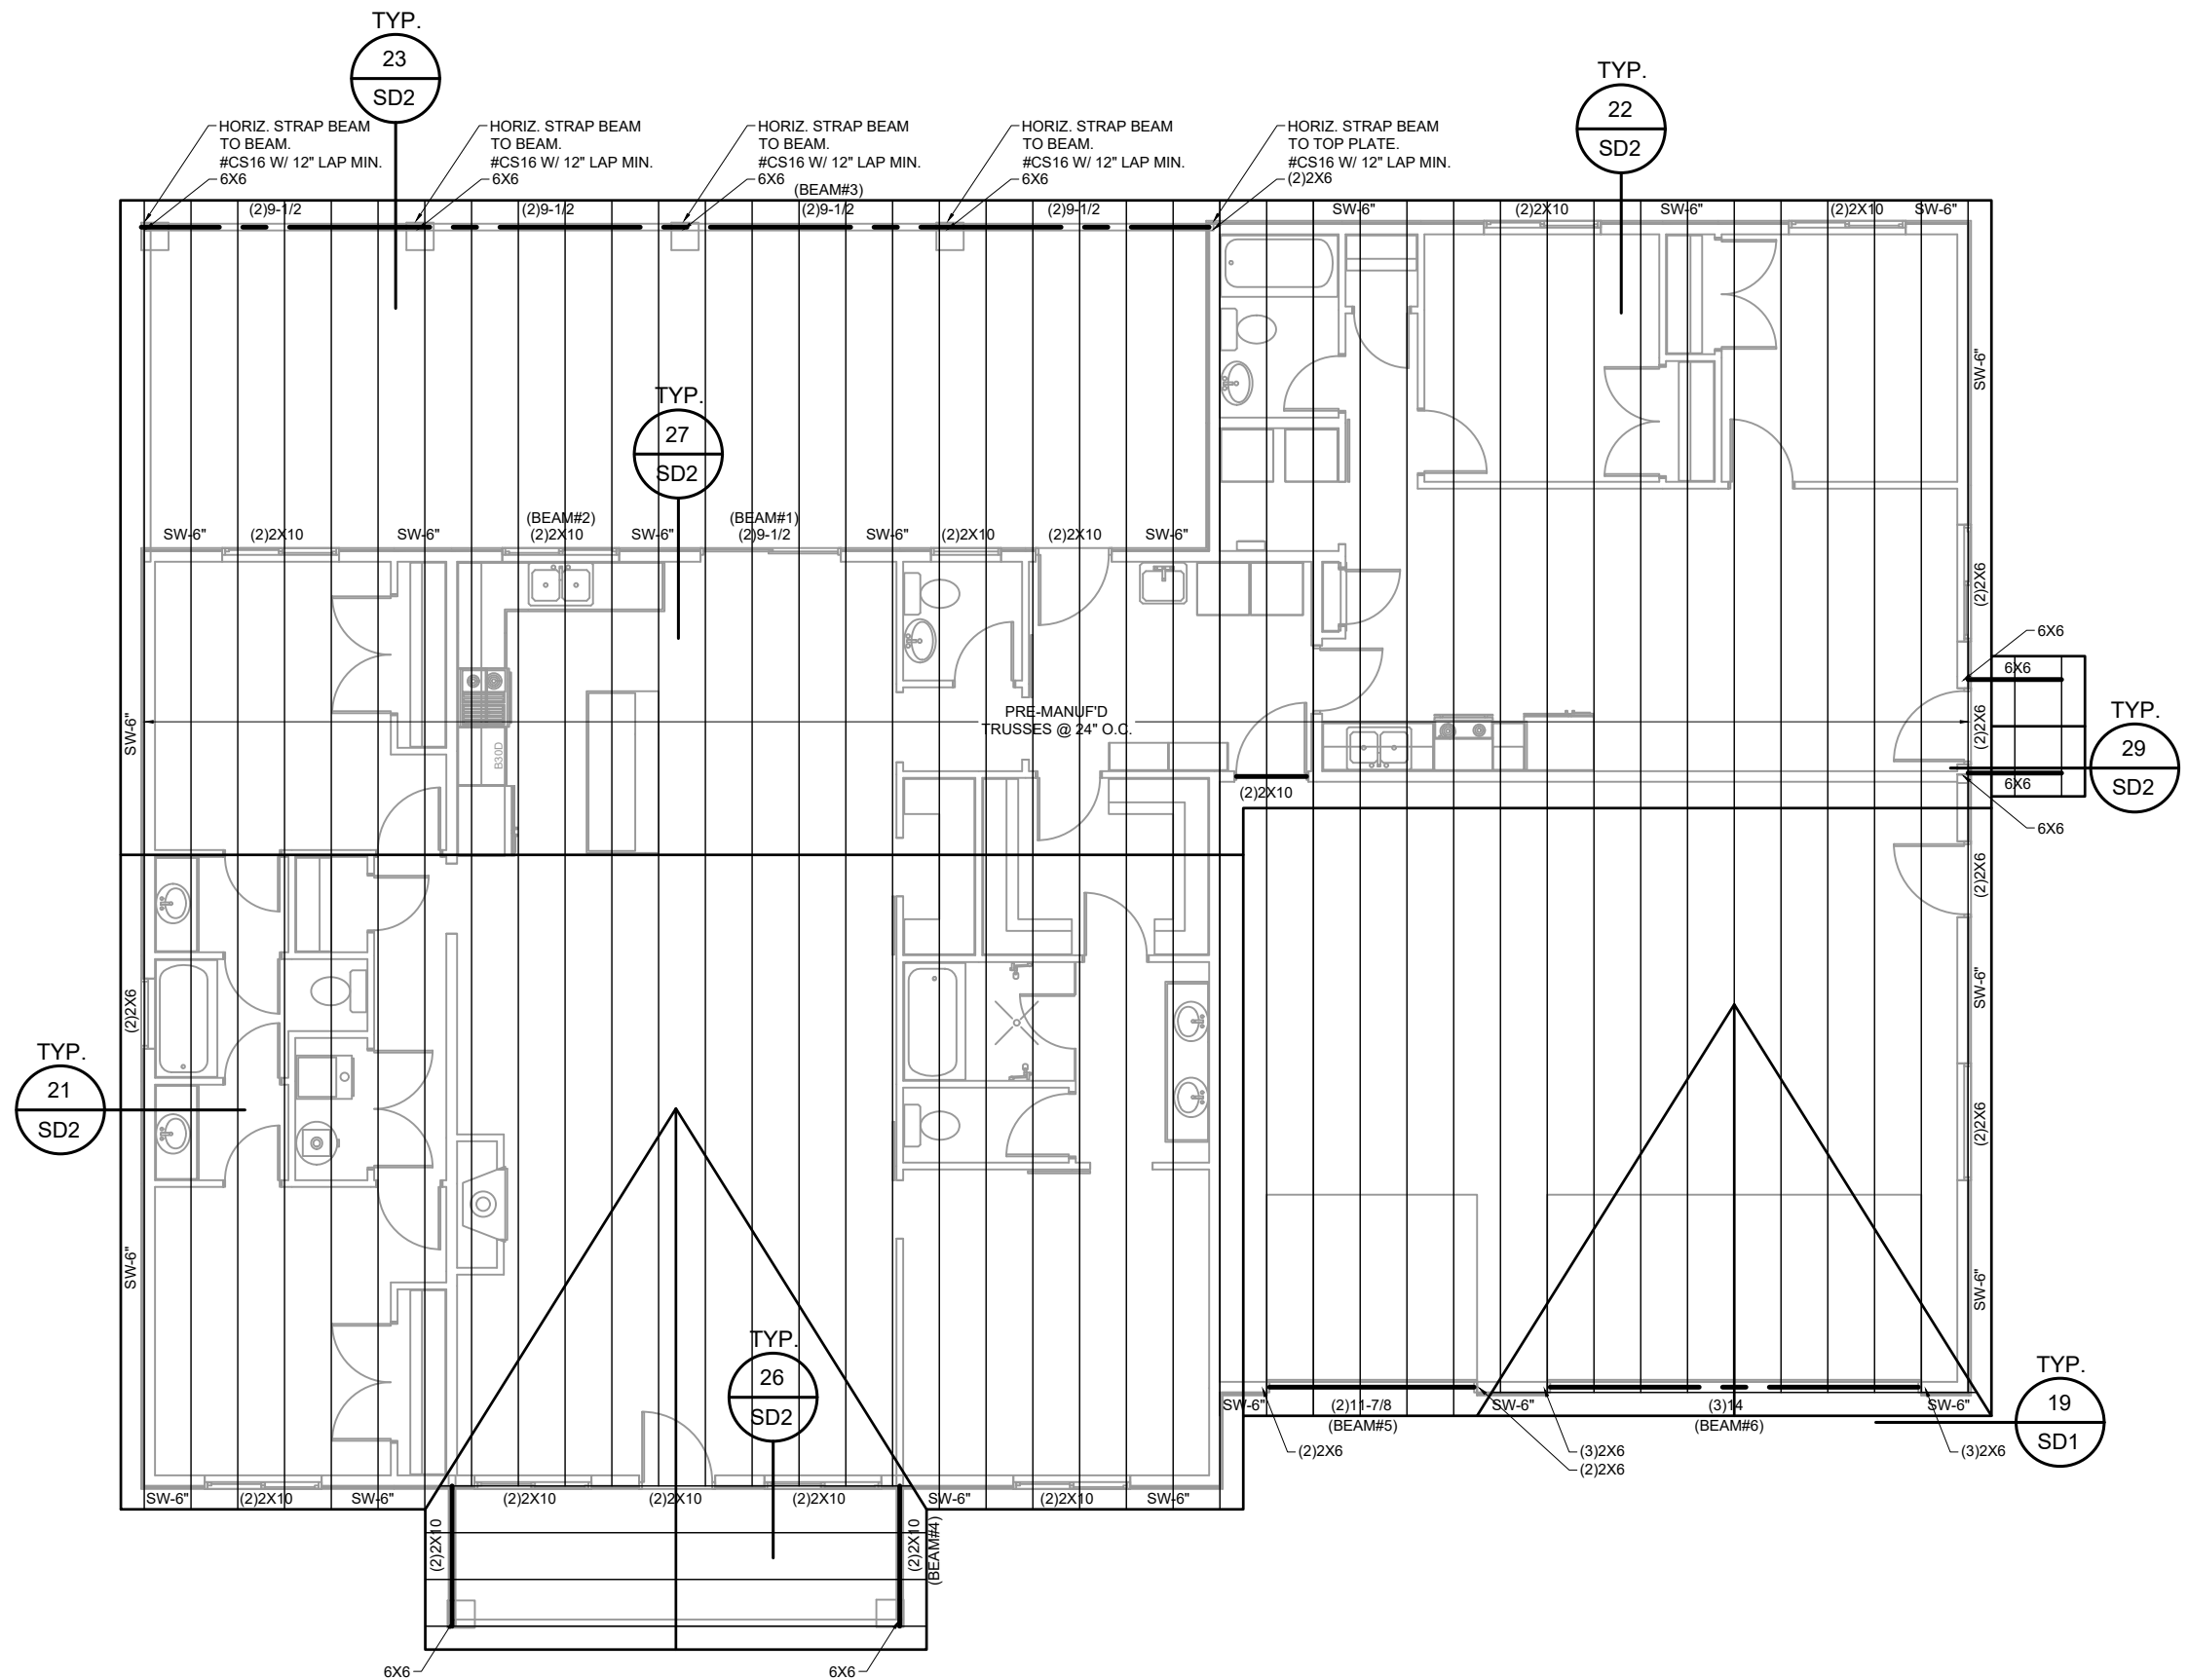 TYP.
23
SD2
TYP.
22
SD2
HORIZ. STRAP BEAM
TO BEAM.
#CS16 W/ 12" LAP MIN.
6X6
HORIZ. STRAP BEAM
TO BEAM.
#CS16 W/ 12" LAP MIN.
6X6
HORIZ. STRAP BEAM
TO BEAM.
#CS16 W/ 12" LAP MIN.
6X6
HORIZ. STRAP BEAM
TO BEAM.
#CS16 W/ 12" LAP MIN.
6X6
HORIZ. STRAP BEAM
TO TOP PLATE.
#CS16 W/ 12" LAP MIN.
(2)2X6
(BEAM#3)
(2)9-1/2
(2)9-1/2
(2)9-1/2
(2)9-1/2
SW-6"
(2)2X10
SW-6"
(2)2X10
SW-6"
SW-6"
TYP.
27
SD2
SW-6"
(2)2X10
SW-6"
(BEAM#2)
(2)2X10
SW-6"
(BEAM#1)
(2)9-1/2
SW-6"
(2)2X10
(2)2X10
SW-6"
(2)2X6
6X6
6X6
(2)2X6
6X6
6X6
TYP.
29
SD2
PRE-MANUF'D
TRUSSES @ 24" O.C.
SW-6"
B30D
(2)2X10
(2)2X6
SW-6"
(2)2X6
(2)2X6
TYP.
21
SD2
SW-6"
SW-6"
TYP.
26
SD2
TYP.
19
SD1
SW-6"
(2)11-7/8
(BEAM#5)
SW-6"
(3)14
(BEAM#6)
SW-6"
(2)2X6
(3)2X6
(2)2X6
(3)2X6
SW-6"
(2)2X10
SW-6"
(2)2X10
(2)2X10
(2)2X10
SW-6"
(2)2X10
SW-6"
(2)2X10
(2)2X10
(BEAM#4)
6X6
6X6